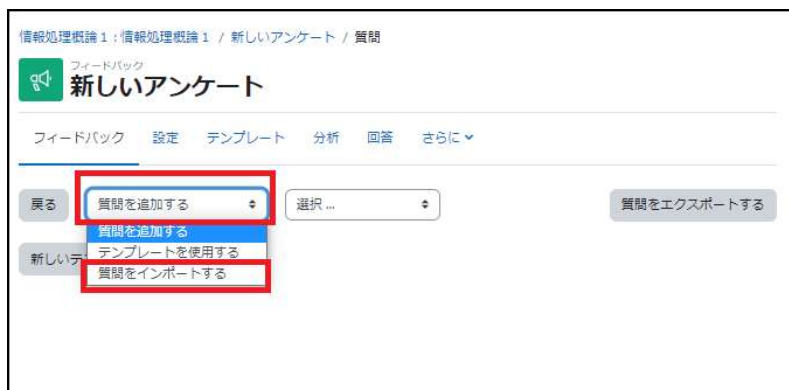 情報処理概論1:情報処理概論1 / 新しいアンケート / 質問
フィードバック
新しいアンケート
フィードバック 設定 テンプレート 分析 回答 さらに
戻る 質問を追加する 選択 ... 質問をエクスポートする
質問を追加する
新しいテ テンプレートを使用する
質問をインポートする